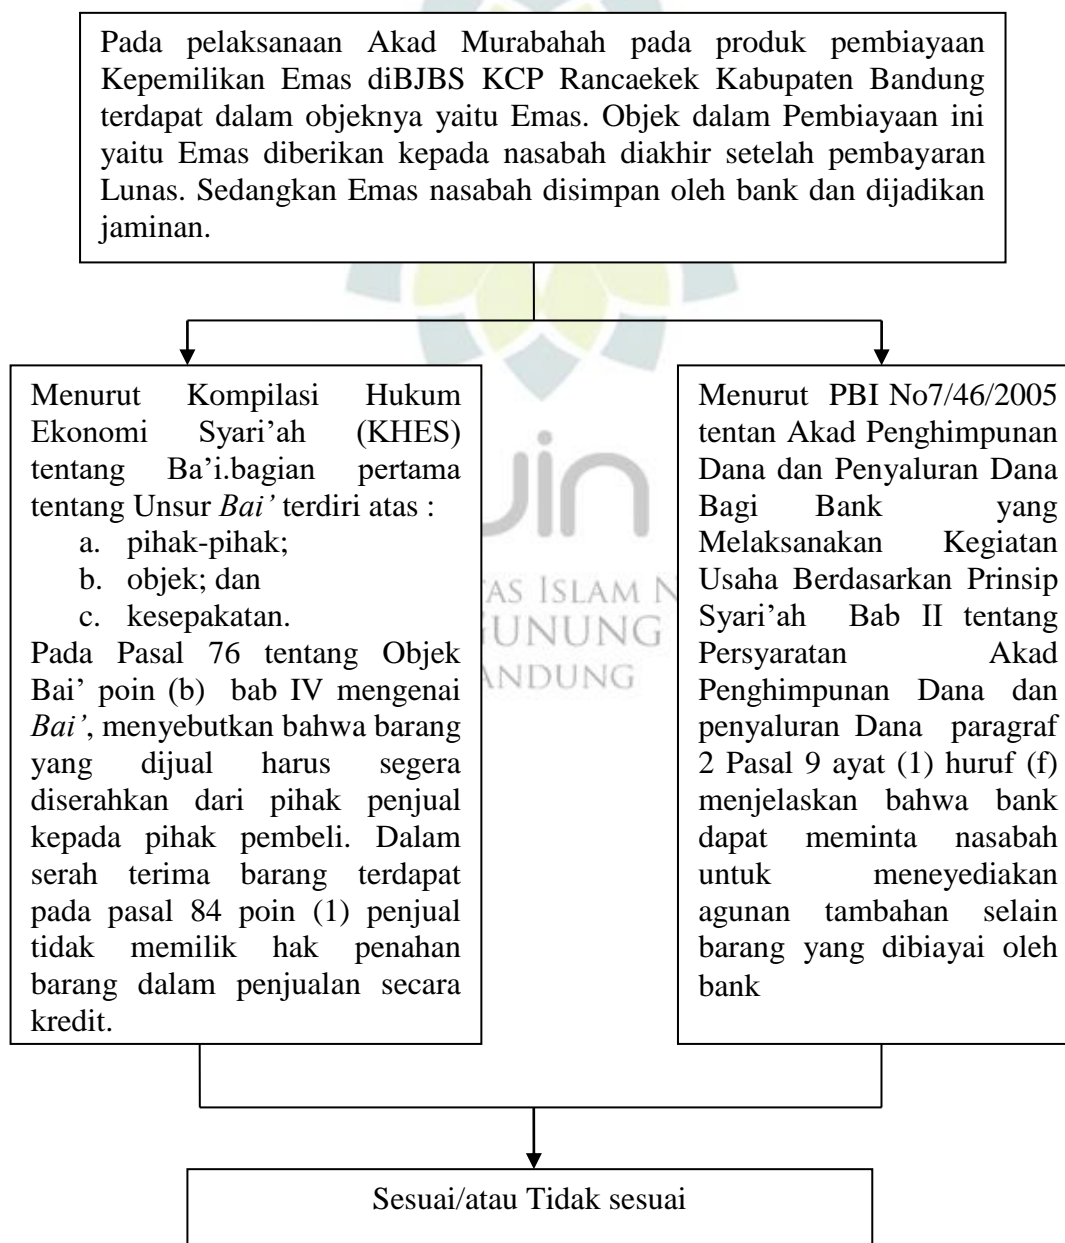 Pada pelaksanaan Akad Murabahah pada produk pembiayaan
Kepemilikan Emas diBJBS KCP Rancaekek Kabupaten Bandung
terdapat dalam objeknya yaitu Emas. Objek dalam Pembiayaan ini
yaitu Emas diberikan kepada nasabah diakhir setelah pembayaran
Lunas. Sedangkan Emas nasabah disimpan oleh bank dan dijadikan
jaminan.
Menurut Kompilasi Hukum
Ekonomi Syari’ah (KHES)
tentang Ba’i.bagian pertama
tentang Unsur Bai’ terdiri atas :
a. pihak-pihak;
b. objek; dan
c. kesepakatan.
Pada Pasal 76 tentang Objek
Bai’ poin (b) bab IV mengenai
Bai’, menyebutkan bahwa barang
yang dijual harus segera
diserahkan dari pihak penjual
kepada pihak pembeli. Dalam
serah terima barang terdapat
pada pasal 84 poin (1) penjual
tidak memilik hak penahan
barang dalam penjualan secara
kredit.
Menurut PBI No7/46/2005
tentan Akad Penghimpunan
Dana dan Penyaluran Dana
Bagi Bank yang
Melaksanakan Kegiatan
Usaha Berdasarkan Prinsip
Syari’ah Bab II tentang
Persyaratan Akad
Penghimpunan Dana dan
penyaluran Dana paragraf
2 Pasal 9 ayat (1) huruf (f)
menjelaskan bahwa bank
dapat meminta nasabah
untuk meneyediakan
agunan tambahan selain
barang yang dibiayai oleh
bank
uin
AS ISLAM N
GUNUNG
ANDUNG
Sesuai/atau Tidak sesuai